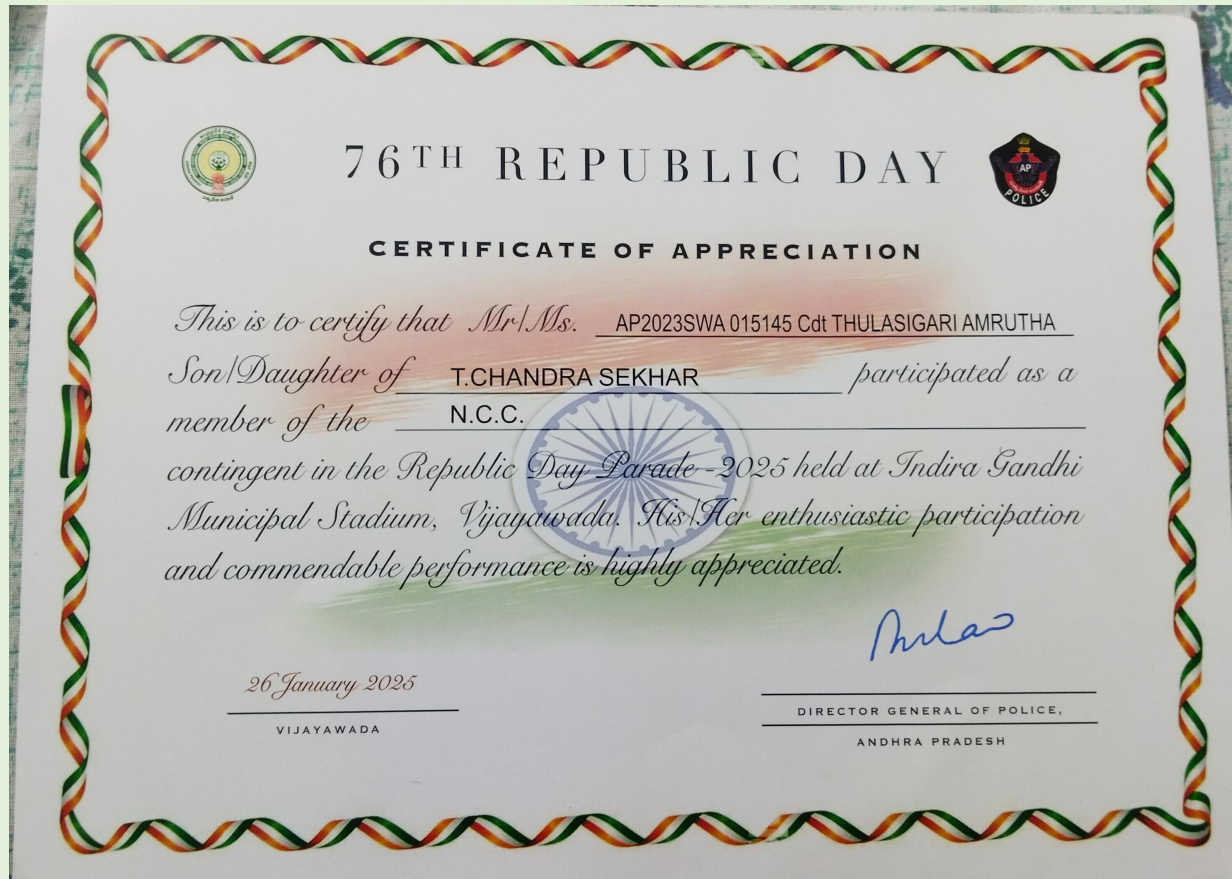 76TH REPUBLIC DAY
AP
POLICE
CERTIFICATE OF APPRECIATION
This is to certify that Mr/Ms. AP2023SWA 015145 Cdt THULASIGARI AMRUTHA
Son/Daughter of T.CHANDRA SEKHAR participated as a
member of the N.C.C.
contingent in the Republic Day Parade -2025 held at Indira Gandhi
Municipal Stadium, Vijayawada. His/Her enthusiastic participation
and commendable performance is highly appreciated.
26 January 2025
VIJAYAWADA
DIRECTOR GENERAL OF POLICE,
ANDHRA PRADESH